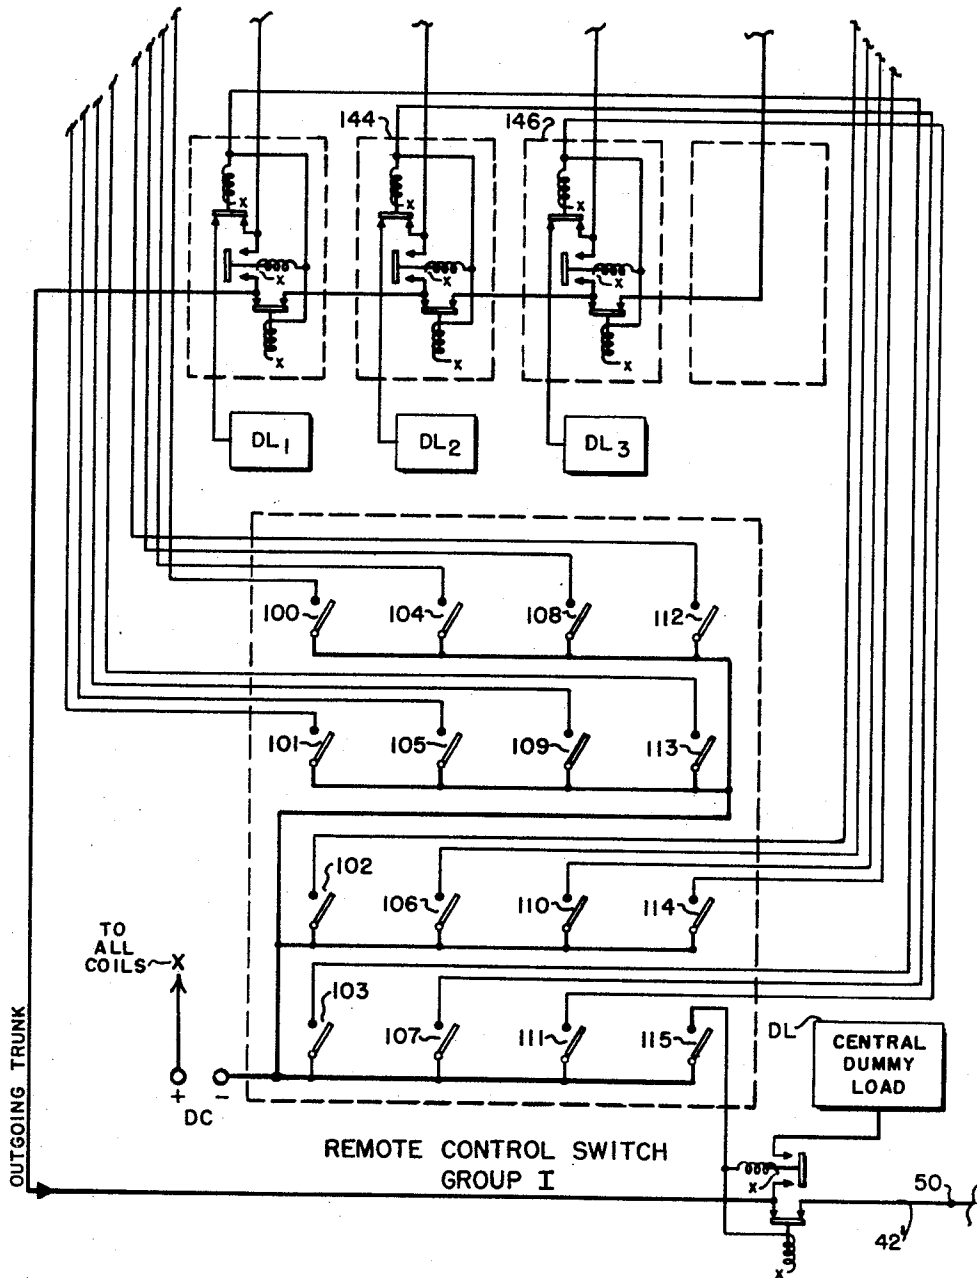 144
146
X
X
X
X
X
X
X
X
X
DL1
DL2
DL3
100
104
108
112
101
105
109
113
102
106
110
114
TO
ALL
COILS
X
103
107
111
115
DL
CENTRAL
DUMMY
LOAD
+
-
DC
OUTGOING TRUNK
REMOTE CONTROL SWITCH
GROUP I
X
50
42
X